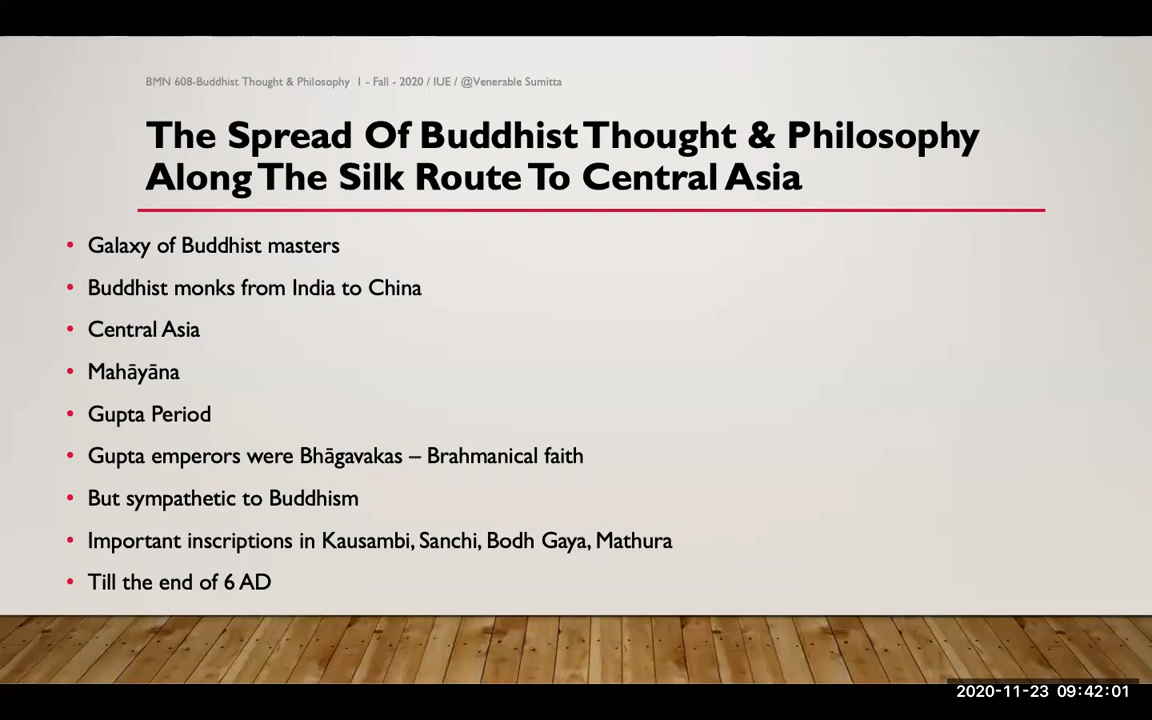 BMN 608-Buddhist Thought & Philosophy 1 - Fall - 2020 / IUE / @Venerable Sumitta
The Spread Of Buddhist Thought & Philosophy
Along The Silk Route To Central Asia
• Galaxy of Buddhist masters
• Buddhist monks from India to China
• Central Asia
• Mahāyāna
• Gupta Period
• Gupta emperors were Bhāgavakas – Brahmanical faith
• But sympathetic to Buddhism
• Important inscriptions in Kausambi, Sanchi, Bodh Gaya, Mathura
• Till the end of 6 AD
2020-11-23 09:42:01